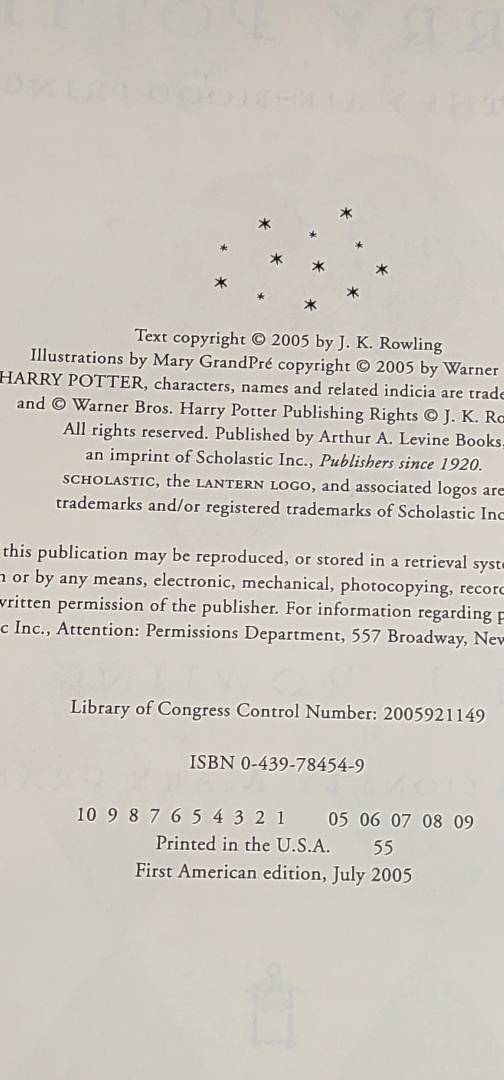 Text copyright © 2005 by J. K. Rowling
Illustrations by Mary GrandPré copyright © 2005 by Warner
HARRY POTTER, characters, names and related indicia are trade
and © Warner Bros. Harry Potter Publishing Rights © J. K. Ro
All rights reserved. Published by Arthur A. Levine Books,
an imprint of Scholastic Inc., Publishers since 1920.
SCHOLASTIC, the LANTERN LOGO, and associated logos are
trademarks and/or registered trademarks of Scholastic Inc
this publication may be reproduced, or stored in a retrieval syst
or by any means, electronic, mechanical, photocopying, recor
written permission of the publisher. For information regarding p
c Inc., Attention: Permissions Department, 557 Broadway, New
Library of Congress Control Number: 2005921149
ISBN 0-439-78454-9
10 9 8 7 6 5 4 3 2 1 05 06 07 08 09
Printed in the U.S.A. 55
First American edition, July 2005